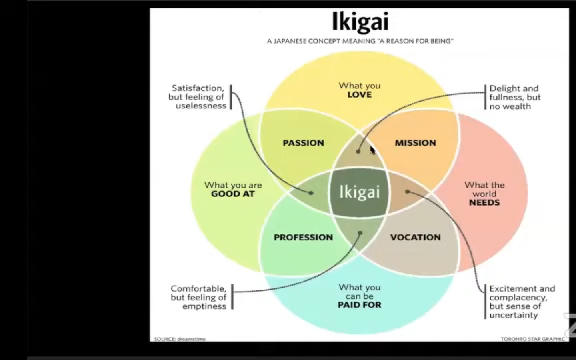 Ikigai
A JAPANESE CONCEPT MEANING "A REASON FOR BEING"
Satisfaction,
but feeling of
uselessness
What you
LOVE
Delight and
fullness, but
no wealth
PASSION
MISSION
What you are
GOOD AT
Ikigai
What the
world
NEEDS
PROFESSION
VOCATION
Comfortable,
but feeling of
emptiness
What you
can be
PAID FOR
Excitement and
complacency,
but sense of
uncertainty
SOURCE: dreamstime
TORONTO STAR GRAPHIC